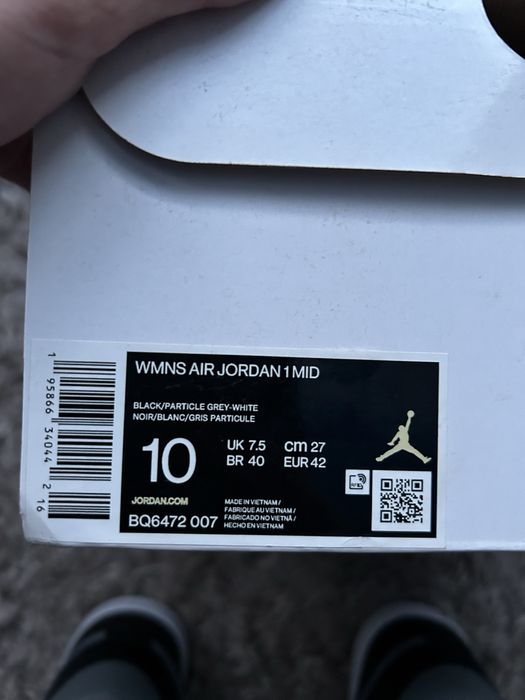 WMNS AIR JORDAN 1 MID
BLACK/PARTICLE GREY-WHITE
NOIR/BLANC/GRIS PARTICULE
10
UK 7.5 cm 27
BR 40 EUR 42
JORDAN.COM
BQ6472 007
MADE IN VIETNAM /
FABRIQUE AU VIETNAM /
FABRICADO NO VIETNÃ /
HECHO EN VIETNAM
1 95866 34044 2 16